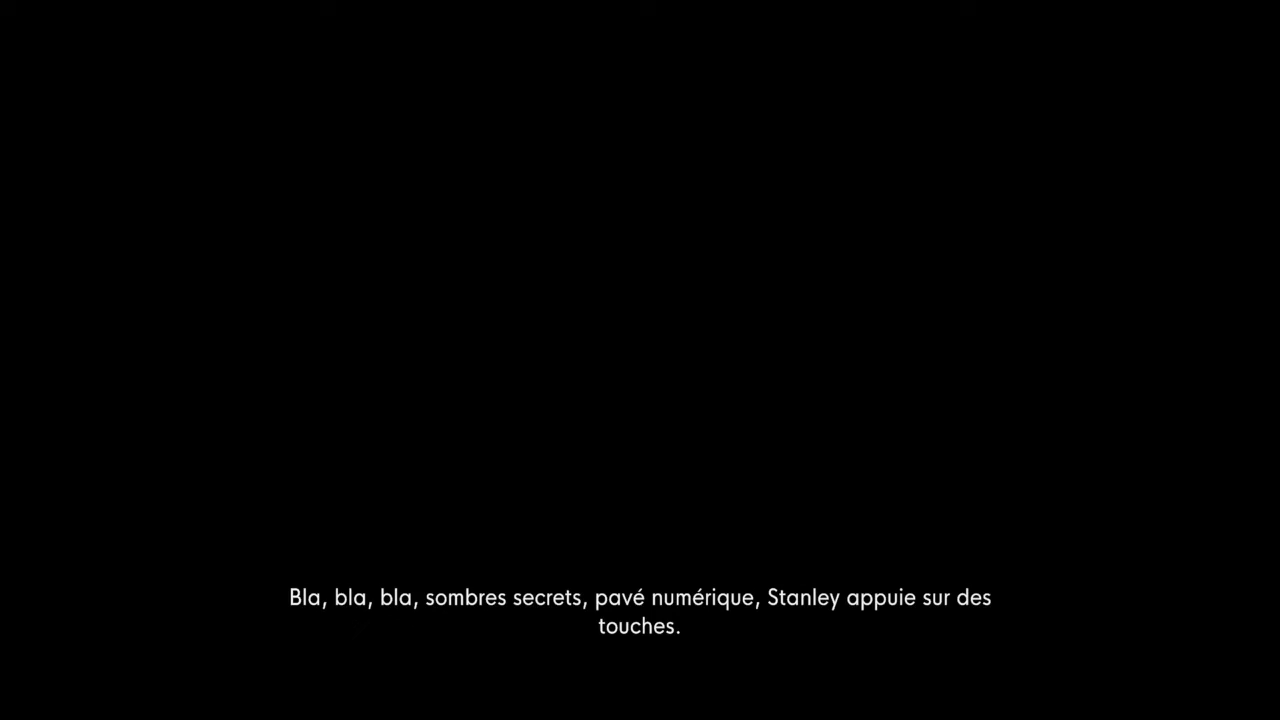 Bla, bla, bla, sombres secrets, pavé numérique, Stanley appuie sur des
touches.